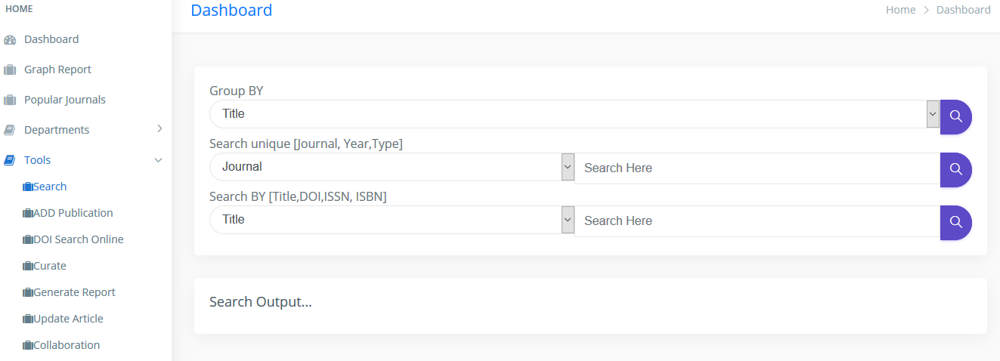 HOME
Dashboard
Graph Report
Popular Journals
Departments
Tools
Search
ADD Publication
DOI Search Online
Curate
Generate Report
Update Article
Collaboration
Dashboard
Home > Dashboard
Group BY
Title
Search unique [Journal, Year,Type]
Journal
Search Here
Search BY [Title,DOI,ISSN, ISBN]
Title
Search Here
Search Output...